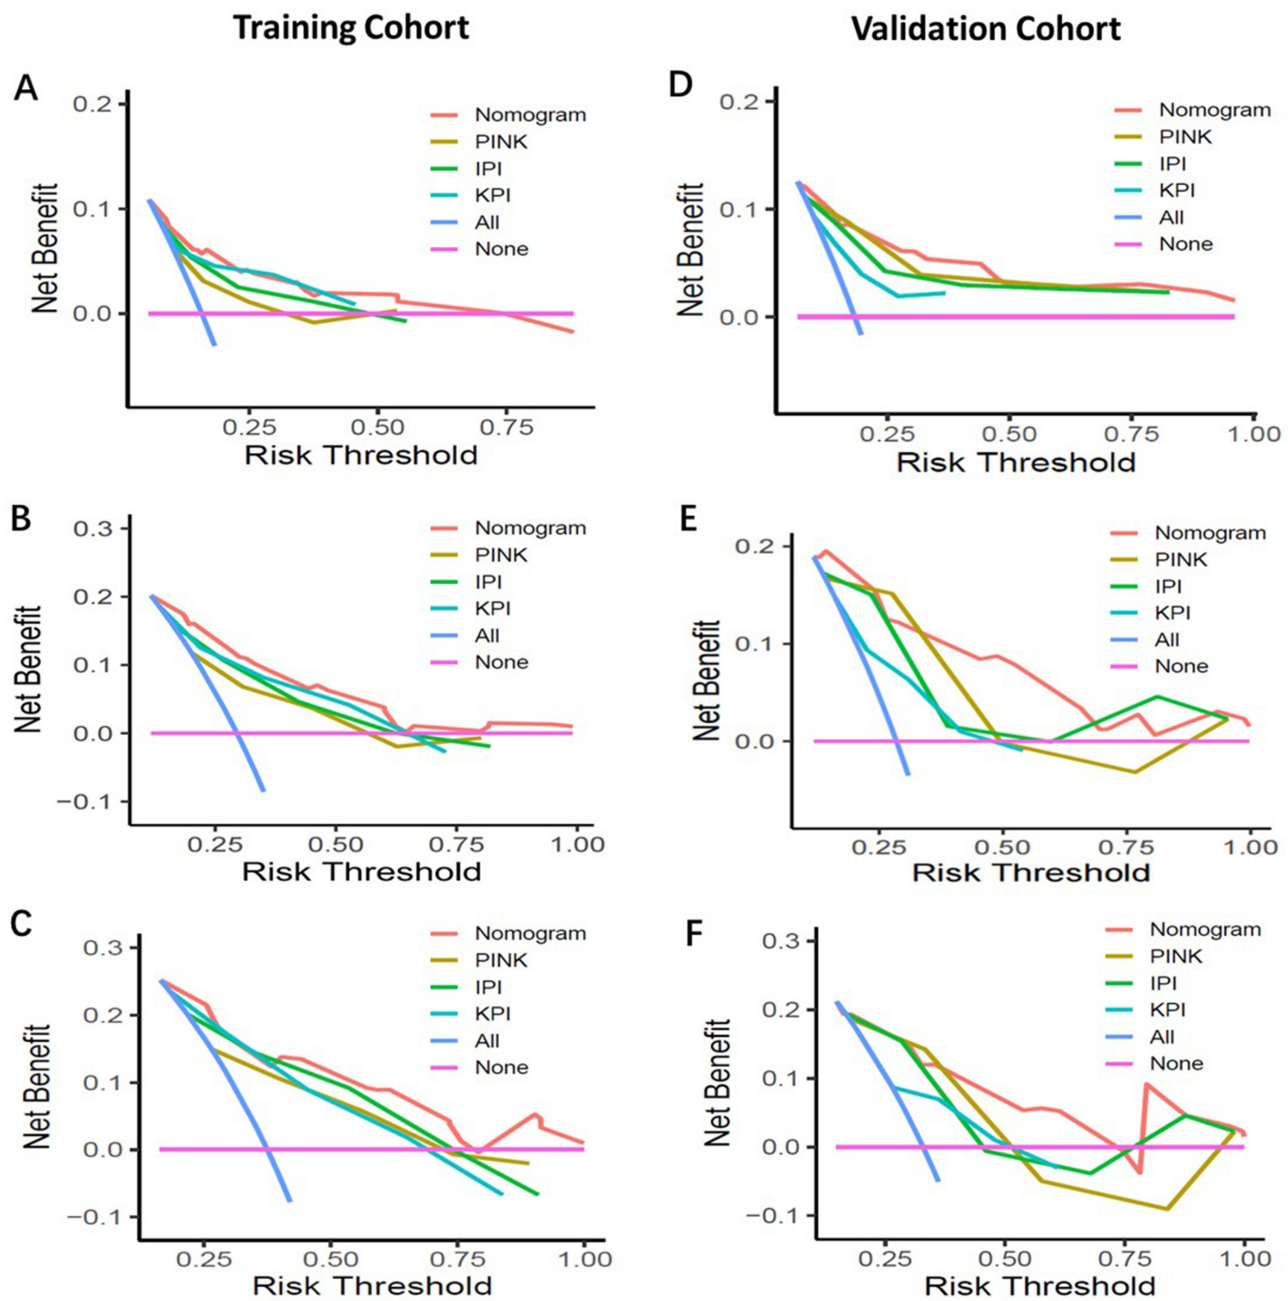 Training Cohort
Validation Cohort
A
0.2
0.1
0.0
Net Benefit
Nomogram
PINK
IPI
KPI
All
None
0.25 0.50 0.75
Risk Threshold
D
0.2
0.1
0.0
Net Benefit
Nomogram
PINK
IPI
KPI
All
None
0.25 0.50 0.75 1.00
Risk Threshold
B
0.3
0.2
0.1
0.0
−0.1
Net Benefit
Nomogram
PINK
IPI
KPI
All
None
0.25 0.50 0.75 1.00
Risk Threshold
E
0.2
0.1
0.0
Net Benefit
Nomogram
PINK
IPI
KPI
All
None
0.25 0.50 0.75 1.00
Risk Threshold
C
0.3
0.2
0.1
0.0
−0.1
Net Benefit
Nomogram
PINK
IPI
KPI
All
None
0.25 0.50 0.75 1.00
Risk Threshold
F
0.3
0.2
0.1
0.0
−0.1
Net Benefit
Nomogram
PINK
IPI
KPI
All
None
0.25 0.50 0.75 1.00
Risk Threshold